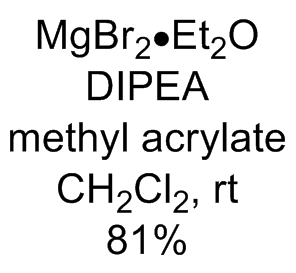 MgBr₂•Et₂O
DIPEA
methyl acrylate
CH₂Cl₂, rt
81%